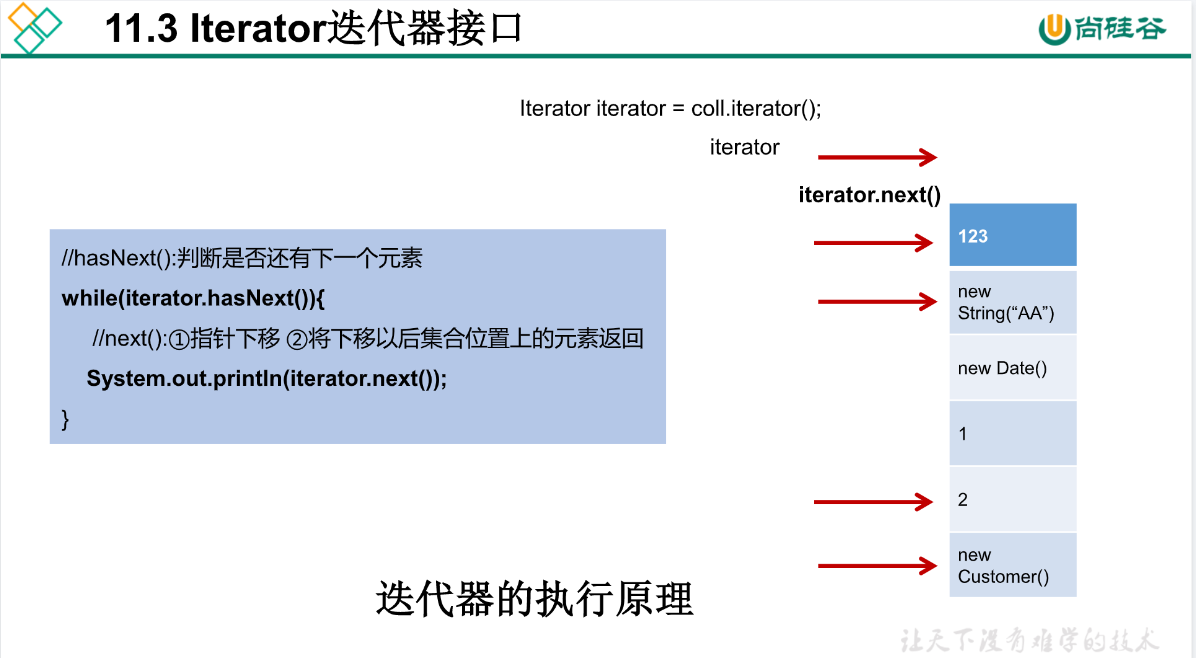 11.3 Iterator迭代器接口
尚硅谷
Iterator iterator = coll.iterator();
iterator
iterator.next()
//hasNext():判断是否还有下一个元素
while(iterator.hasNext()){
//next():①指针下移 ②将下移以后集合位置上的元素返回
System.out.println(iterator.next());
}
123
new
String(“AA”)
new Date()
1
2
new
Customer()
迭代器的执行原理
让天下没有难学的技术